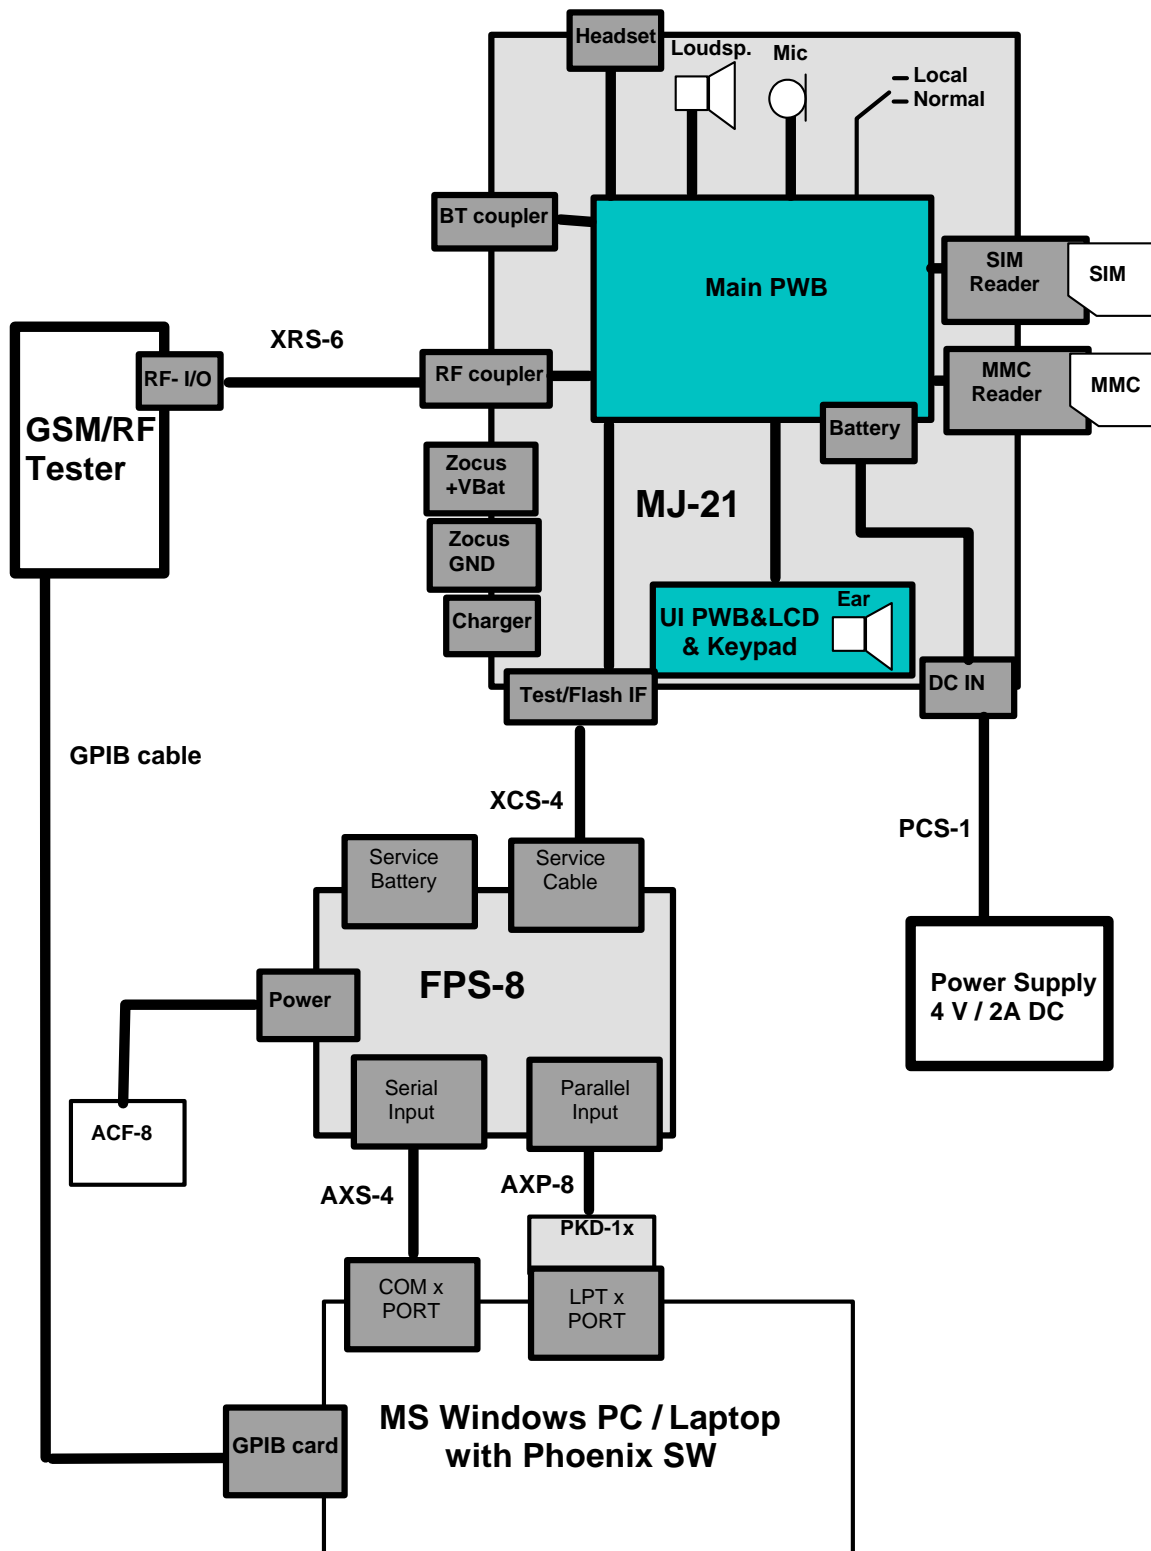 Headset
Loudsp.
Mic
Local
Normal
BT coupler
Main PWB
SIM
Reader
SIM
XRS-6
RF- I/O
RF coupler
MMC
Reader
MMC
GSM/RF
Tester
Battery
Zocus
+VBat
MJ-21
Zocus
GND
Charger
Ear
UI PWB&LCD
& Keypad
Test/Flash IF
DC IN
GPIB cable
XCS-4
PCS-1
Service
Battery
Service
Cable
FPS-8
Power
Power Supply
4 V / 2A DC
Serial
Input
Parallel
Input
ACF-8
AXS-4
AXP-8
PKD-1x
COM x
PORT
LPT x
PORT
MS Windows PC / Laptop
with Phoenix SW
GPIB card